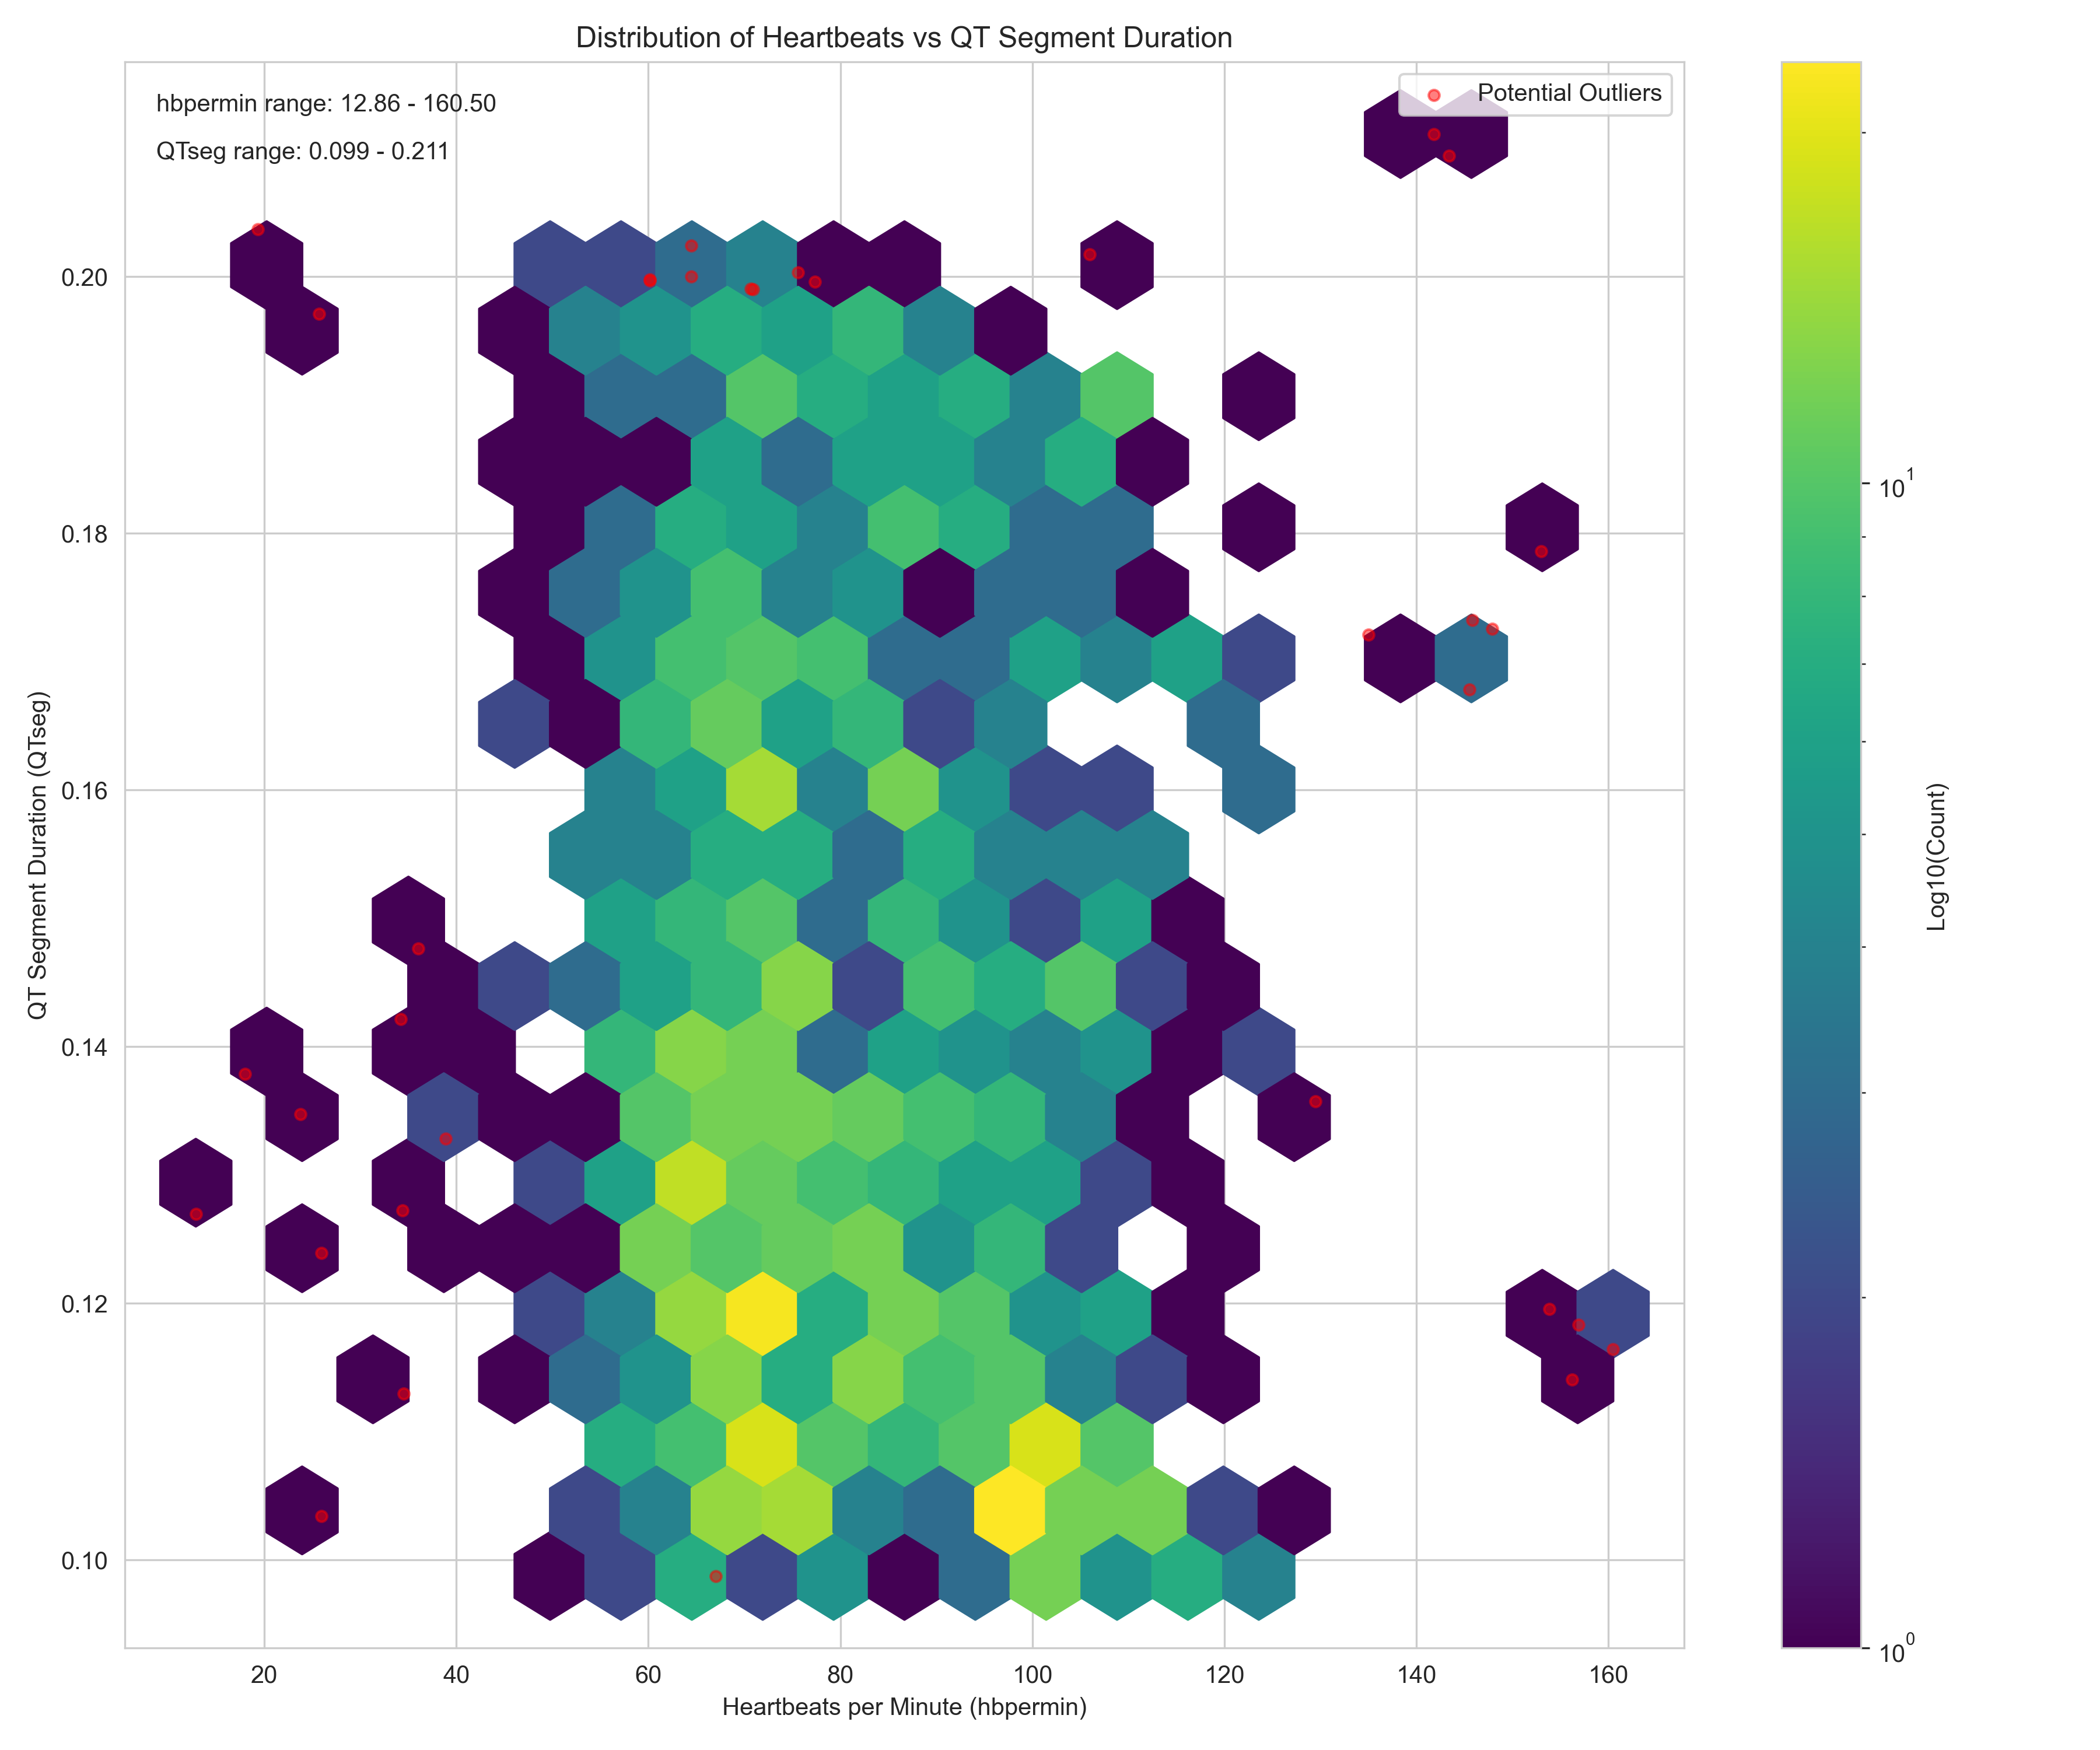 Distribution of Heartbeats vs QT Segment Duration
hbpermin range: 12.86 - 160.50
QTseg range: 0.099 - 0.211
Potential Outliers
QT Segment Duration (QTseg)
0.20
0.18
0.16
0.14
0.12
0.10
20 40 60 80 100 120 140 160
Heartbeats per Minute (hbpermin)
10¹
10⁰
Log10(Count)